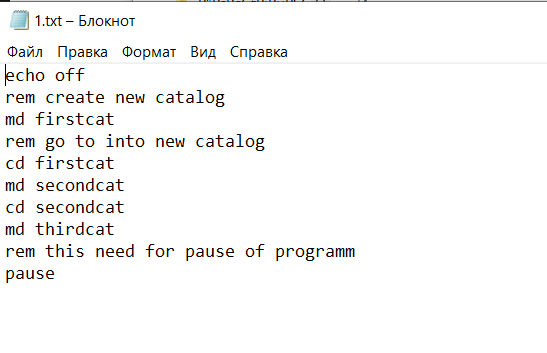 1.txt – Блокнот
Файл Правка Формат Вид Справка
echo off
rem create new catalog
md firstcat
rem go to into new catalog
cd firstcat
md secondcat
cd secondcat
md thirdcat
rem this need for pause of programm
pause